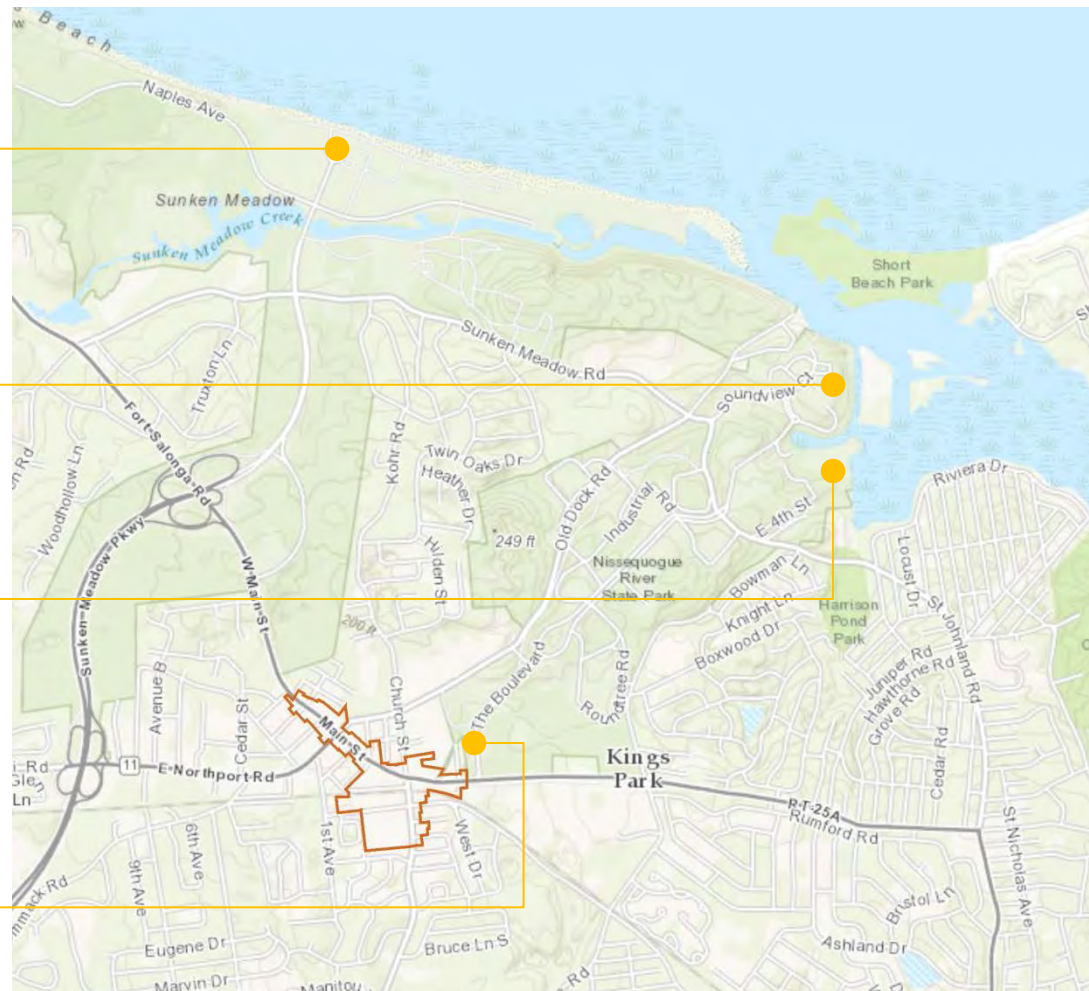 Beach
Naples Ave
Sunken Meadow
Sunken Meadow Creek
Short
Beach Park
Sunken Meadow Rd
Soundview Ct
Truxton Ln
Fort Salonga Rd
Kohr Rd
Twin Oaks Dr
Heather Dr
Riviera Dr
Woodhollow Ln
Old Dock Rd
Industrial Rd
E 4th St
249 ft
Hilden St
Nissequogue
River
State Park
Bowman Ln
Locust Dr
Sunken Meadow Pkwy
W Main St
Knight Ln
Harrison
Pond
Park
St Johnland Rd
Boxwood Dr
200 ft
Juniper Rd
Hawthorne Rd
Grove Rd
Avenue B
Cedar St
Church St
The Boulevard
Roundtree Rd
Main St
Kings
Park
Cedar Rd
11
E Northport Rd
Ln
RT 25A
Rumford Rd
6th Ave
1st Ave
West Dr
St Nicholas Ave
9th Ave
mmack Rd
Bristol Ln
Eugene Dr
Bruce Ln S
Ashland Dr
Marvin Dr
Manitou